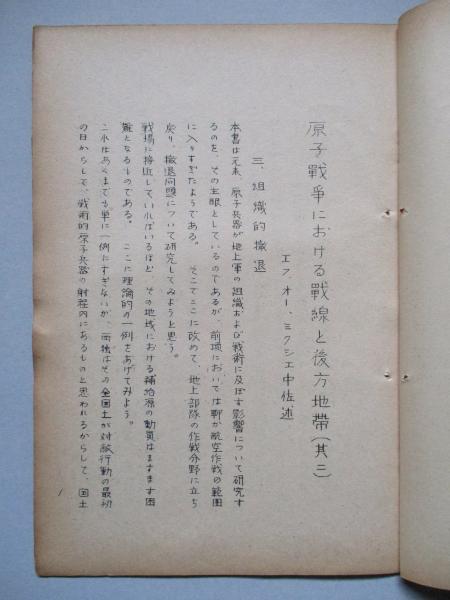 原子戰爭における戰線と後方地帶(其三)
エフ、オー、ミクシェ中佐述
三、組織的撤退
本書は元来、原子兵器が地上軍の組織および戦術に及ぼす影響について研究す
るのを、その主眼としているのであるが、前項においては聊か航空作戦の範囲
に入りすぎたようである。そこでここに改めて、地上部隊の作戦分野に立ち
戻り、撤退問題について研究してみようと思う。
戦場に接近していればいるほど、その地域における補給源の動員はますます困
難となるものである。ここに理論的の一例をあげてみよう。
これはあくまでも単に一例にすぎないが、西独はその全国土が対敵行動の最初
の日からして、戦術的原子兵器の射程内にあるものと思われるからして、国土
1